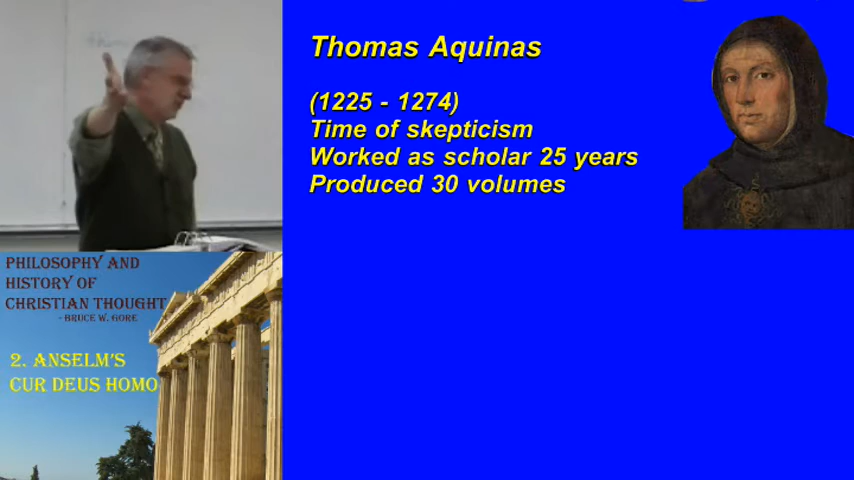 Thomas Aquinas
(1225 - 1274)
Time of skepticism
Worked as scholar 25 years
Produced 30 volumes
PHILOSOPHY AND
HISTORY OF
CHRISTIAN THOUGHT
- BRUCE W. GORE
2. ANSELM'S
CUR DEUS HOMO